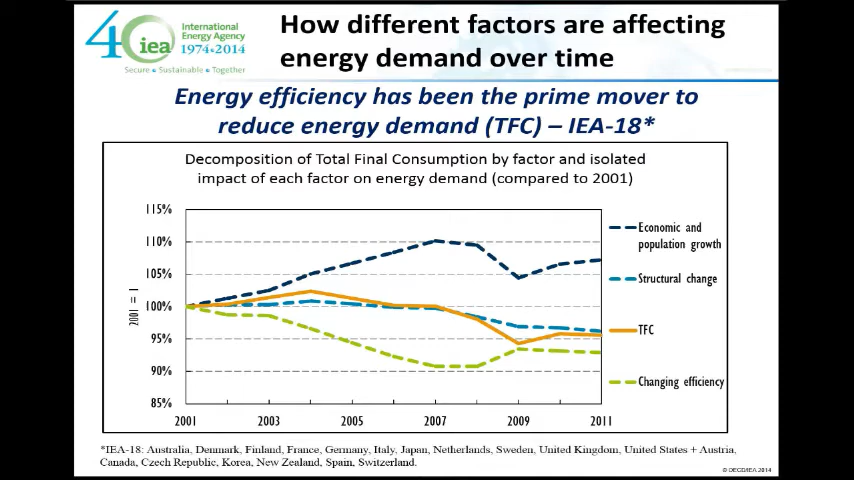 4
iea
International
Energy Agency
1974•2014
Secure • Sustainable • Together
How different factors are affecting
energy demand over time
Energy efficiency has been the prime mover to
reduce energy demand (TFC) – IEA-18*
Decomposition of Total Final Consumption by factor and isolated
impact of each factor on energy demand (compared to 2001)
115%
110%
105%
100%
95%
90%
85%
2001 = 1
2001 2003 2005 2007 2009 2011
Economic and
population growth
Structural change
TFC
Changing efficiency
*IEA-18: Australia, Denmark, Finland, France, Germany, Italy, Japan, Netherlands, Sweden, United Kingdom, United States + Austria,
Canada, Czech Republic, Korea, New Zealand, Spain, Switzerland.
© OECD/IEA 2014